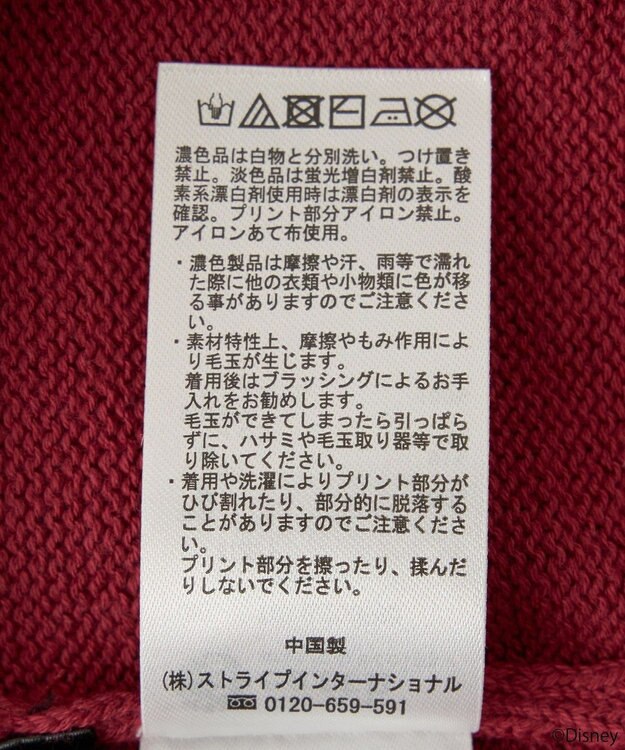 濃色品は白物と分別洗い。つけ置き
禁止。淡色品は蛍光増白剤禁止。酸
素系漂白剤使用時は漂白剤の表示を
確認。プリント部分アイロン禁止。
アイロンあて布使用。
・濃色製品は摩擦や汗、雨等で濡れ
た際に他の衣類や小物類に色が移
る事がありますのでご注意くださ
い。
・素材特性上、摩擦やもみ作用によ
り毛玉が生じます。
着用後はブラッシングによるお手
入れをお勧めします。
毛玉ができてしまったら引っぱら
ずに、ハサミや毛玉取り器等で取
り除いてください。
・着用や洗濯によりプリント部分が
ひび割れたり、部分的に脱落する
ことがありますのでご注意くださ
い。
プリント部分を擦ったり、揉んだ
りしないでください。
中国製
(株)ストライプインターナショナル
0120-659-591
©Disney